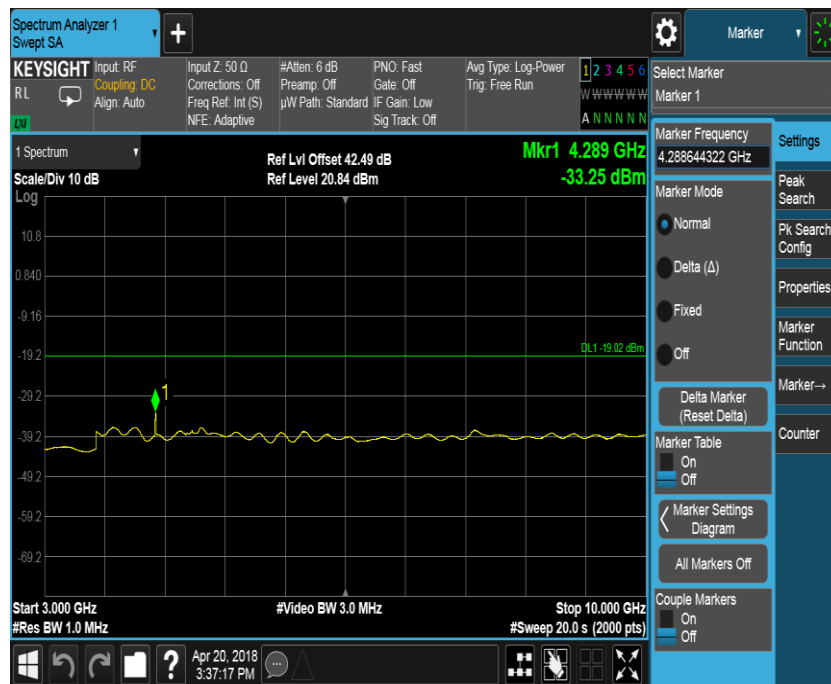 Spectrum Analyzer 1
Swept SA
Marker
KEYSIGHT
RL
LXI
Input: RF
Coupling: DC
Align: Auto
Input Z: 50 Ω
Corrections: Off
Freq Ref: Int (S)
NFE: Adaptive
#Atten: 6 dB
Preamp: Off
µW Path: Standard
PNO: Fast
Gate: Off
IF Gain: Low
Sig Track: Off
Avg Type: Log-Power
Trig: Free Run
1 2 3 4 5 6
W W W W W W
A N N N N N
Select Marker
Marker 1
1 Spectrum
Scale/Div 10 dB
Log
Ref Lvl Offset 42.49 dB
Ref Level 20.84 dBm
Mkr1 4.289 GHz
-33.25 dBm
10.8
0.840
-9.16
-19.2
-29.2
-39.2
-49.2
-59.2
-69.2
DL1 -19.02 dBm
1
Start 3.000 GHz
#Res BW 1.0 MHz
#Video BW 3.0 MHz
Stop 10.000 GHz
#Sweep 20.0 s (2000 pts)
Marker Frequency
4.288644322 GHz
Marker Mode
Normal
Delta (Δ)
Fixed
Off
Delta Marker
(Reset Delta)
Marker Table
On
Off
Marker Settings
Diagram
All Markers Off
Couple Markers
On
Off
Settings
Peak
Search
Pk Search
Config
Properties
Marker
Function
Marker→
Counter
?
Apr 20, 2018
3:37:17 PM